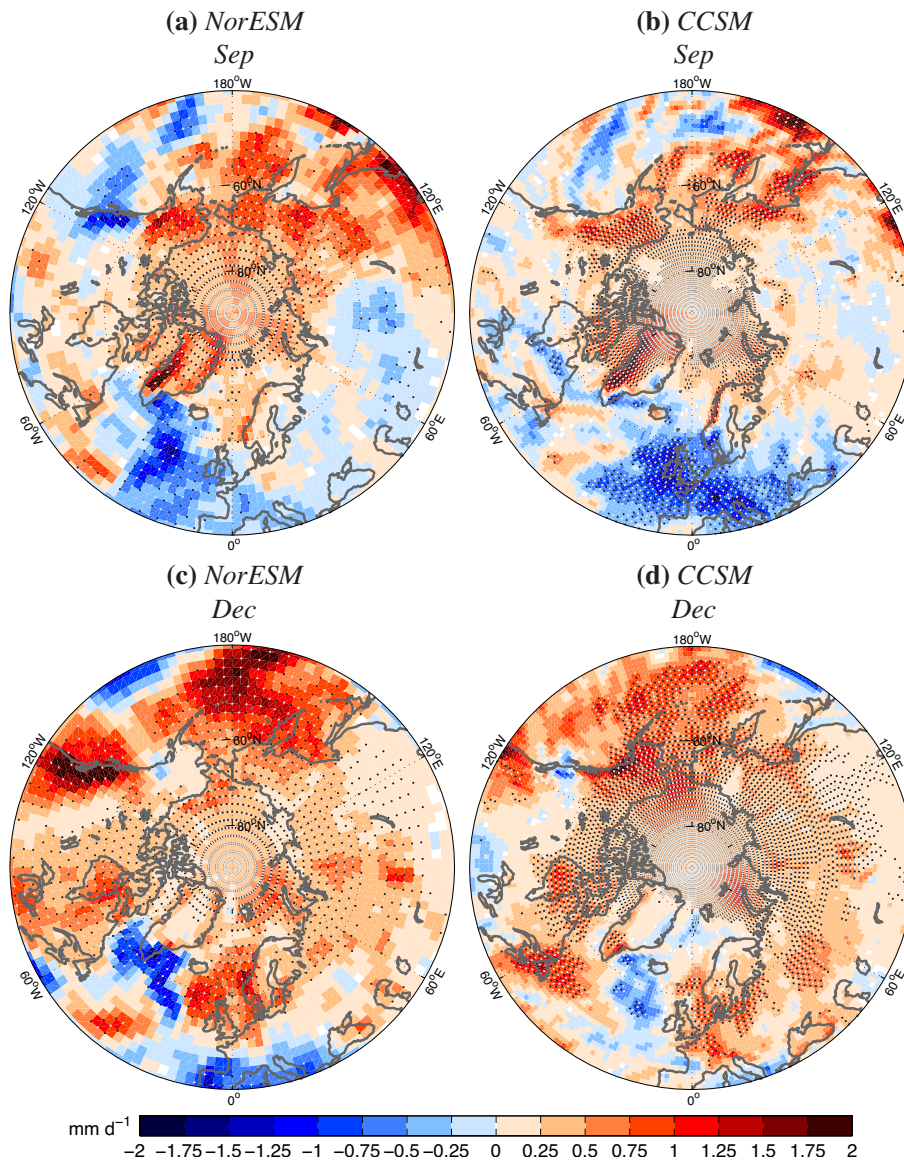 (a) NorESM (b) CCSM
Sep Sep
180°W 180°W
120°W 60°N 120°E 120°W 60°N 120°E
80°N 80°N
60°W 60°E 60°W 60°E
0° 0°
(c) NorESM (d) CCSM
Dec Dec
180°W 180°W
120°W 60°N 120°E 120°W 60°N 120°E
80°N 80°N
60°W 60°E 60°W 60°E
0° 0°
mm d⁻¹
−2 −1.75 −1.5 −1.25 −1 −0.75 −0.5 −0.25 0 0.25 0.5 0.75 1 1.25 1.5 1.75 2